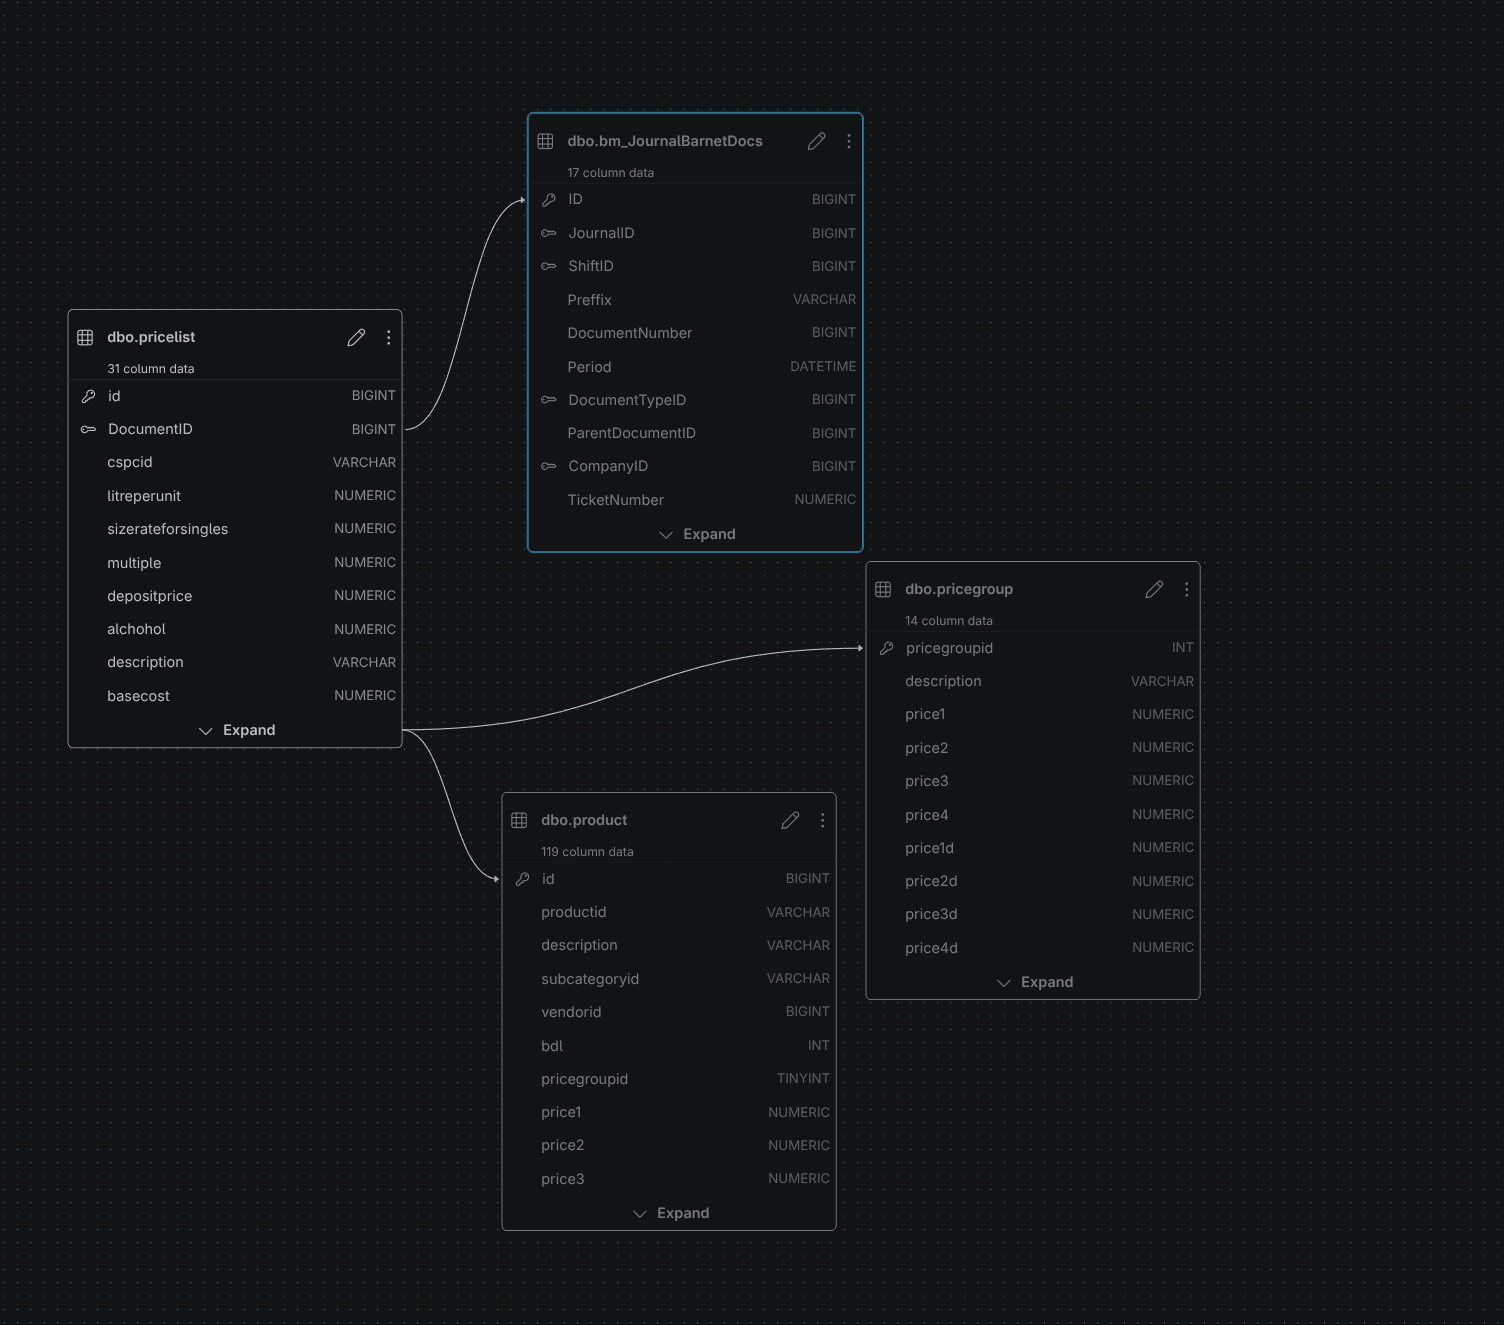 dbo.bm_JournalBarnetDocs
17 column data
ID BIGINT
JournalID BIGINT
ShiftID BIGINT
Preffix VARCHAR
DocumentNumber BIGINT
Period DATETIME
DocumentTypeID BIGINT
ParentDocumentID BIGINT
CompanyID BIGINT
TicketNumber NUMERIC
Expand
dbo.pricelist
31 column data
id BIGINT
DocumentID BIGINT
cspcid VARCHAR
litreperunit NUMERIC
sizerateforsingles NUMERIC
multiple NUMERIC
depositprice NUMERIC
alchohol NUMERIC
description VARCHAR
basecost NUMERIC
Expand
dbo.pricegroup
14 column data
pricegroupid INT
description VARCHAR
price1 NUMERIC
price2 NUMERIC
price3 NUMERIC
price4 NUMERIC
price1d NUMERIC
price2d NUMERIC
price3d NUMERIC
price4d NUMERIC
Expand
dbo.product
119 column data
id BIGINT
productid VARCHAR
description VARCHAR
subcategoryid VARCHAR
vendorid BIGINT
bdl INT
pricegroupid TINYINT
price1 NUMERIC
price2 NUMERIC
price3 NUMERIC
Expand